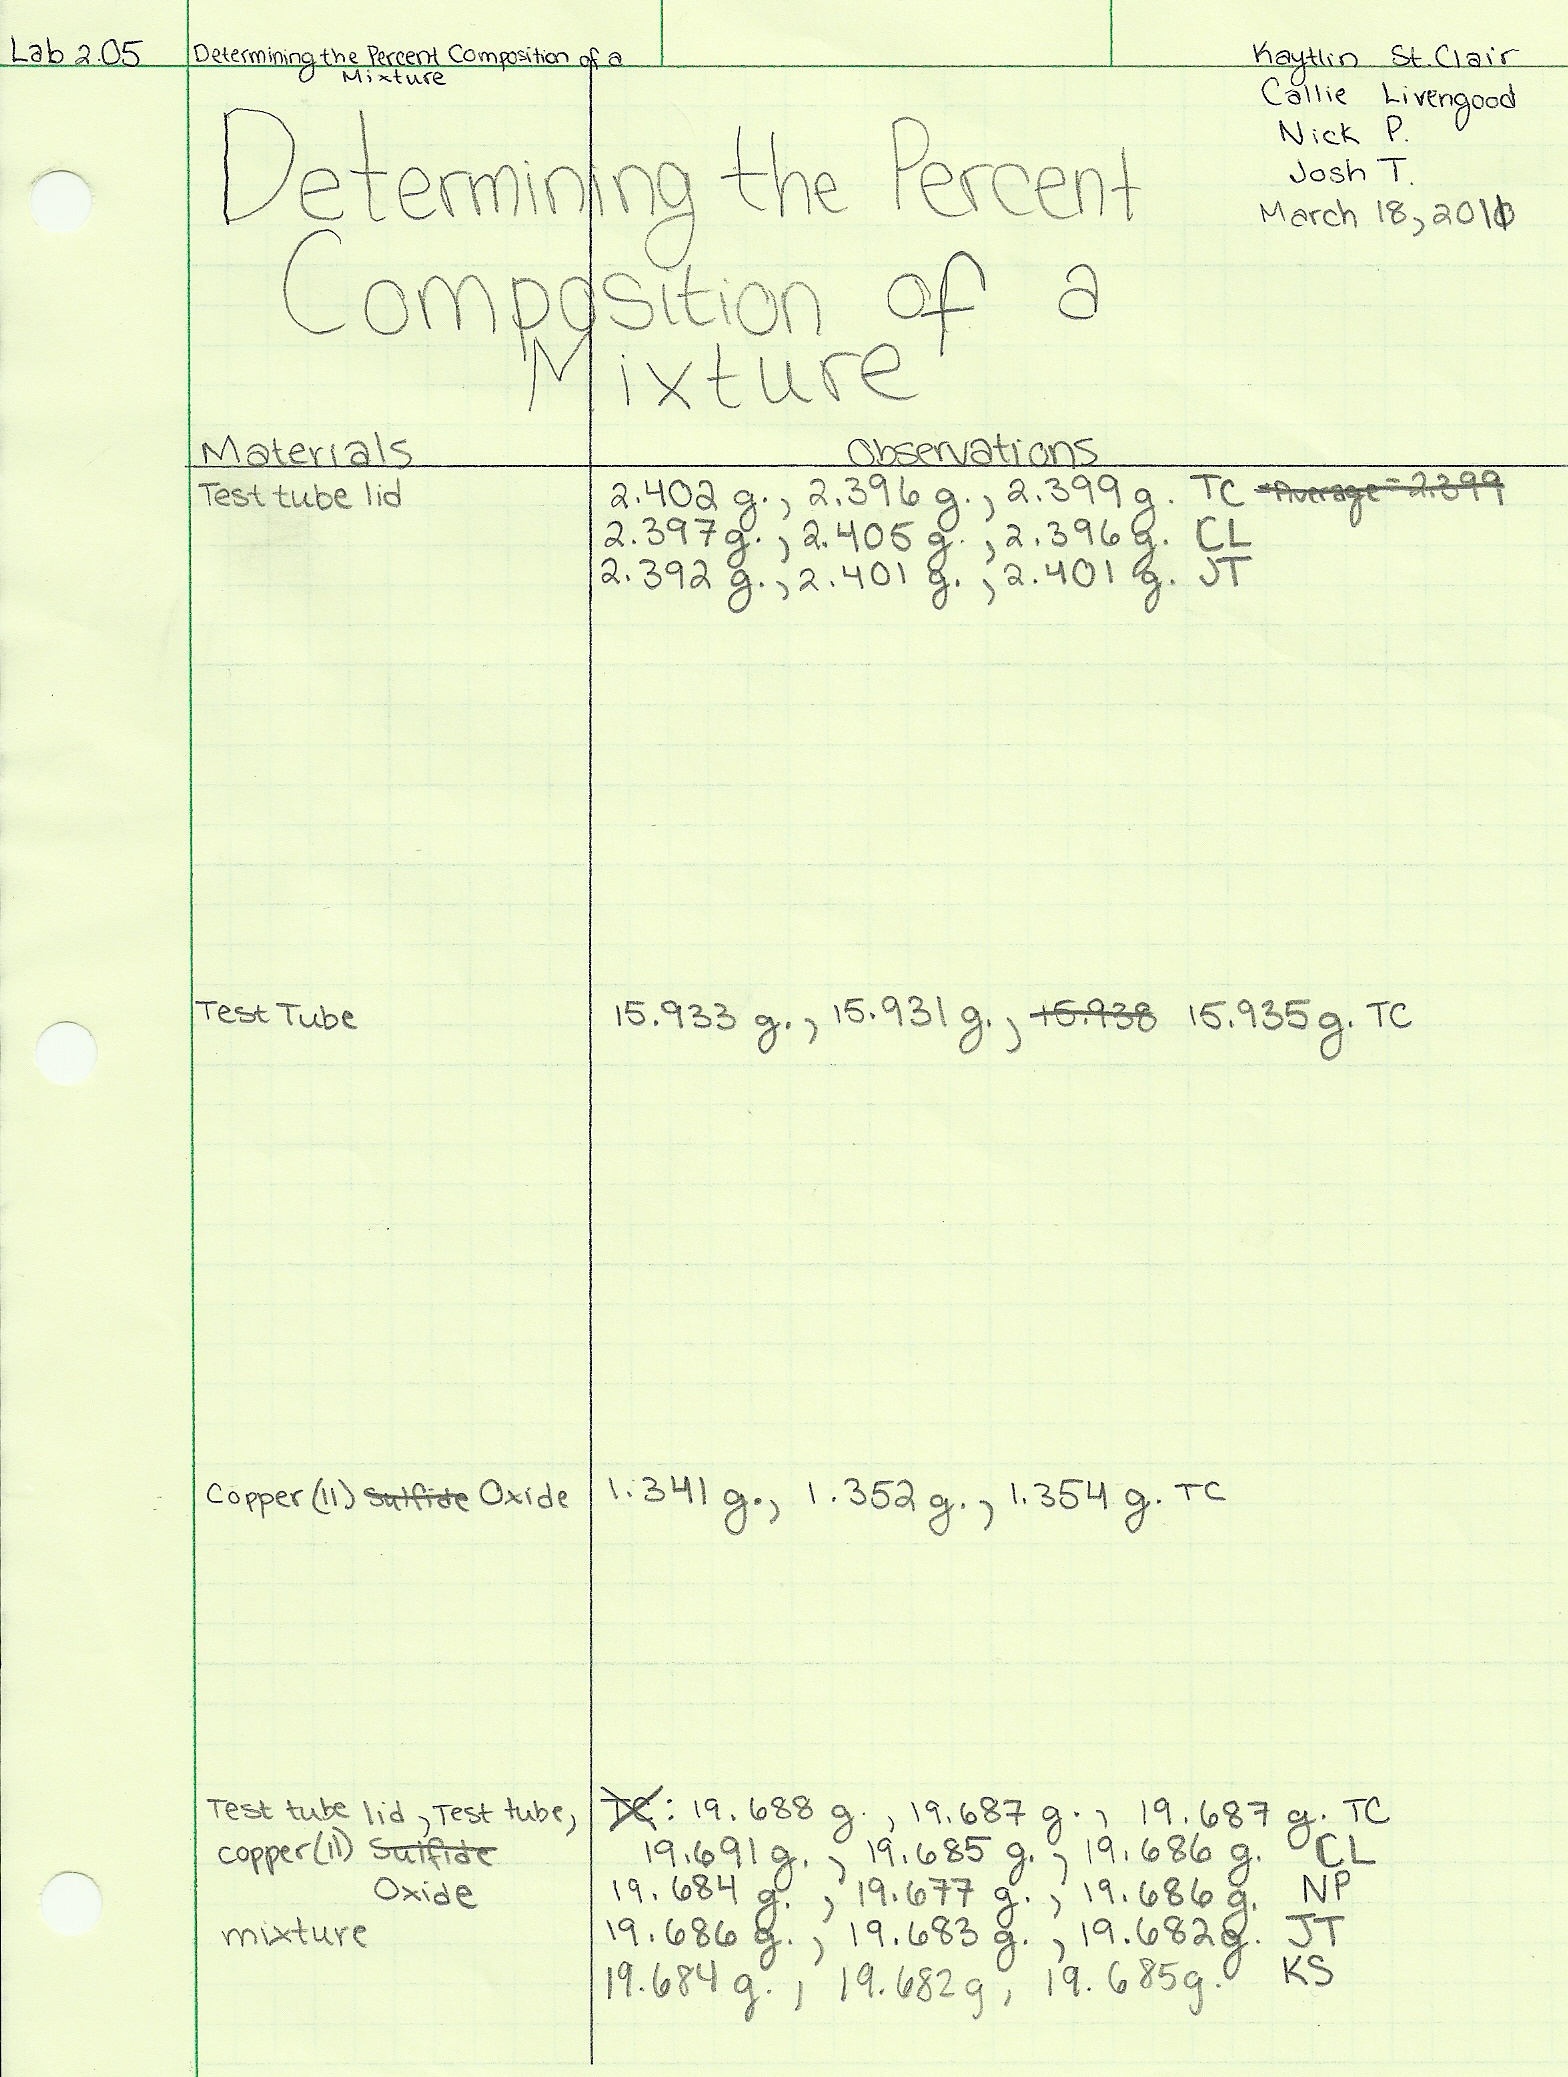 Lab 2.05 Determining the Percent Composition of a
Mixture
Kaytlin St. Clair
Callie Livengood
Nick P.
Josh T.
March 18, 2010
Determining the Percent
Composition of a
Mixture
Materials Observations
Test tube lid 2.402 g., 2.396 g., 2.399 g. TC -Average = 2.399
2.397 g., 2.405 g., 2.396 g. CL
2.392 g., 2.401 g., 2.401 g. JT
Test Tube 15.933 g., 15.931 g., 15.938 15.935 g. TC
Copper (II) Sulfide Oxide 1.341 g., 1.352 g., 1.354 g. TC
Test tube lid, Test tube, TC: 19.688 g., 19.687 g., 19.687 g. TC
copper (II) Sulfide 19.691 g., 19.685 g., 19.686 g. CL
Oxide 19.684 g., 19.677 g., 19.686 g. NP
mixture 19.686 g., 19.683 g., 19.682 g. JT
19.684 g., 19.682 g, 19.685 g. KS